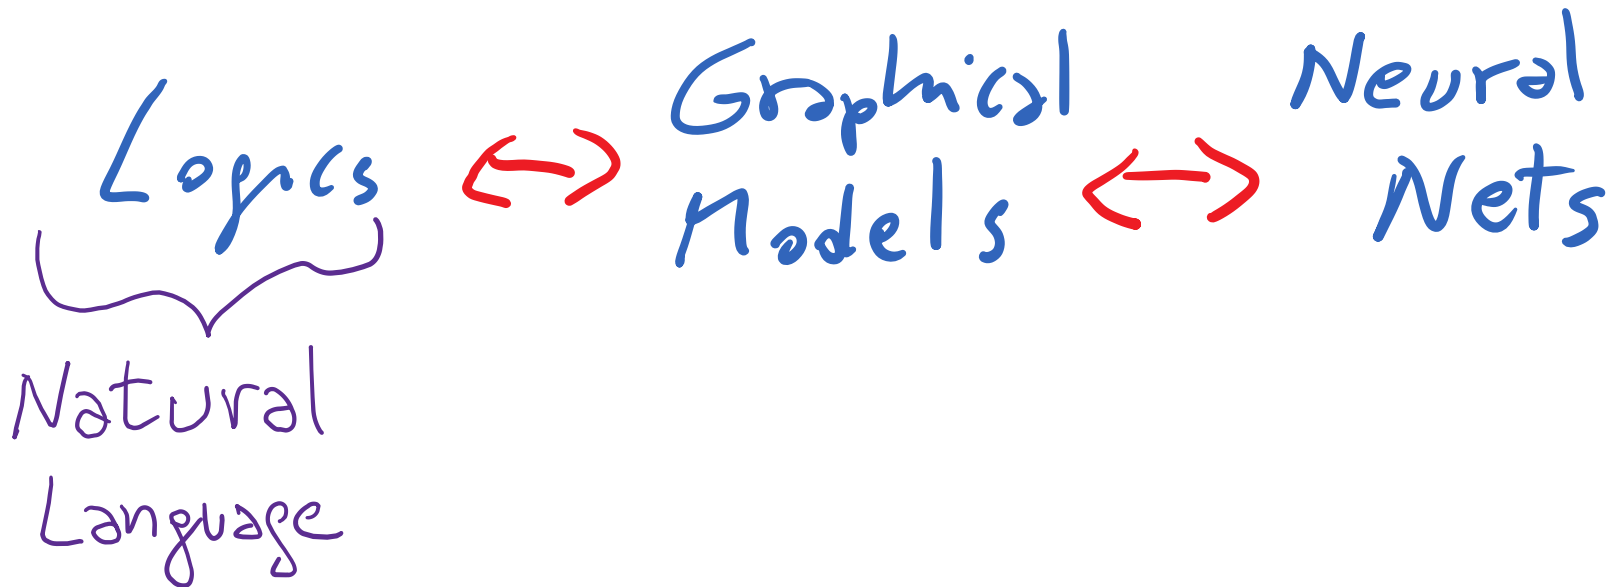 Logics
Graphical
Models
Neural
Nets
Natural
Language